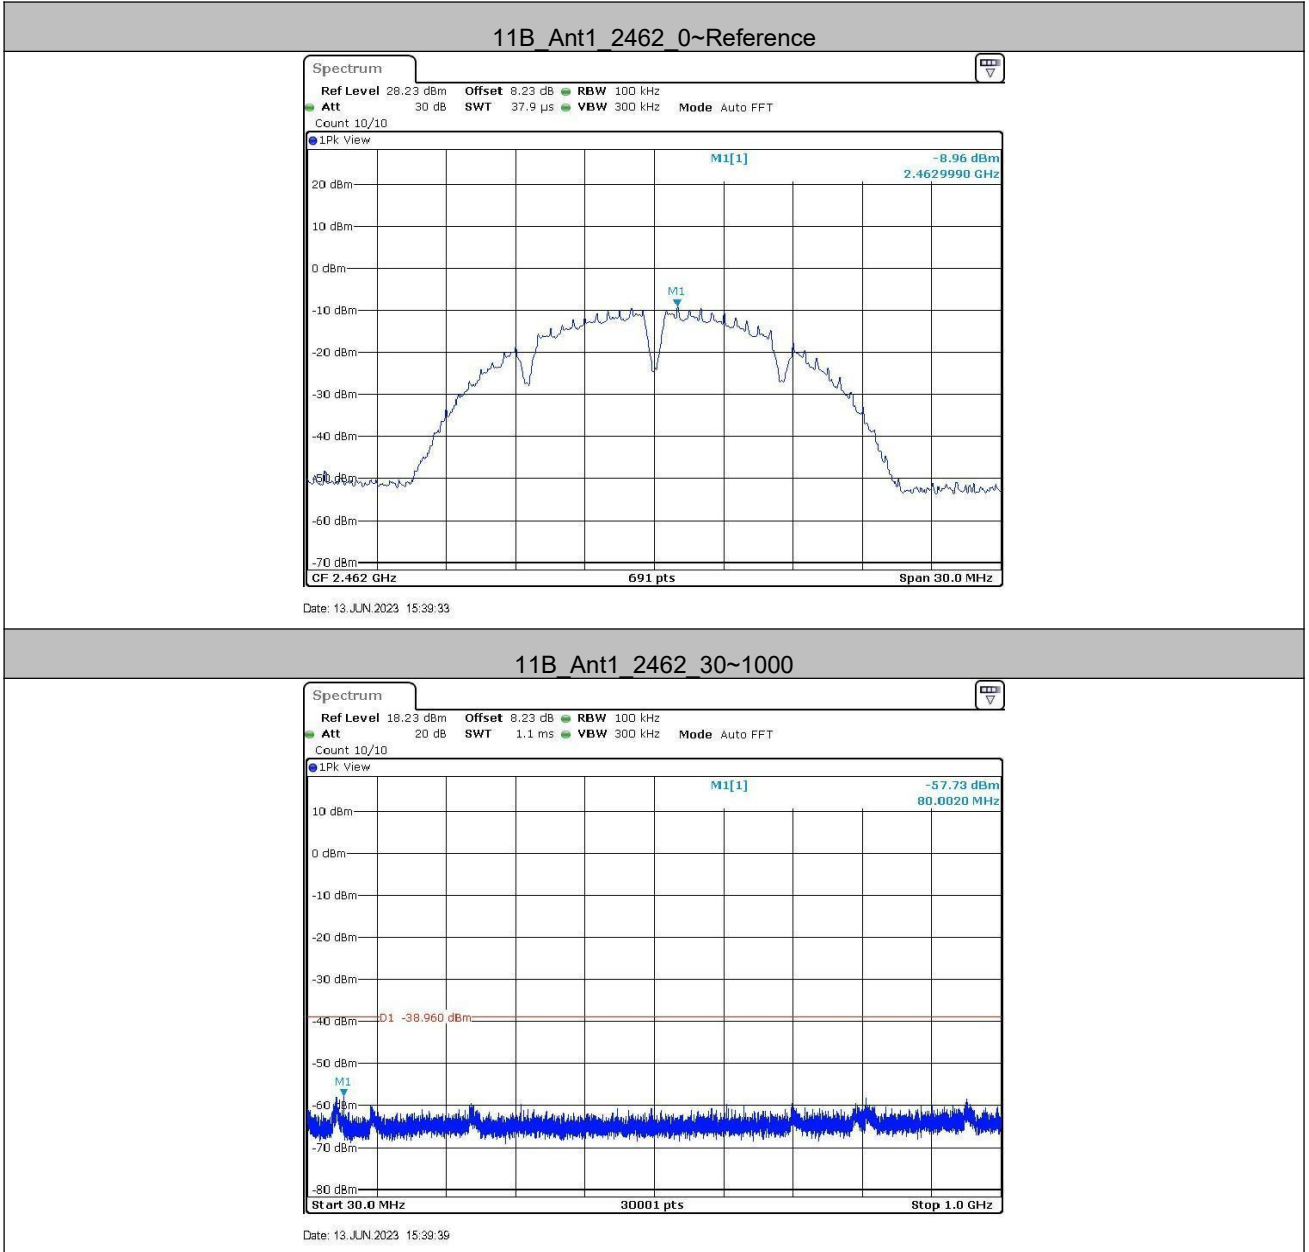 11B_Ant1_2462_0~Reference
Spectrum
Ref Level 28.23 dBm Offset 8.23 dB RBW 100 kHz
Att 30 dB SWT 37.9 µs VBW 300 kHz Mode Auto FFT
Count 10/10
1Pk View
M1[1] -8.96 dBm
2.4629990 GHz
20 dBm
10 dBm
0 dBm
M1
-10 dBm
-20 dBm
-30 dBm
-40 dBm
-50 dBm
-60 dBm
-70 dBm
CF 2.462 GHz 691 pts Span 30.0 MHz
Date: 13.JUN.2023 15:39:33
11B_Ant1_2462_30~1000
Spectrum
Ref Level 18.23 dBm Offset 8.23 dB RBW 100 kHz
Att 20 dB SWT 1.1 ms VBW 300 kHz Mode Auto FFT
Count 10/10
1Pk View
M1[1] -57.73 dBm
80.0020 MHz
10 dBm
0 dBm
-10 dBm
-20 dBm
-30 dBm
-40 dBm D1 -38.960 dBm
-50 dBm
M1
-60 dBm
-70 dBm
-80 dBm
Start 30.0 MHz 30001 pts Stop 1.0 GHz
Date: 13.JUN.2023 15:39:39